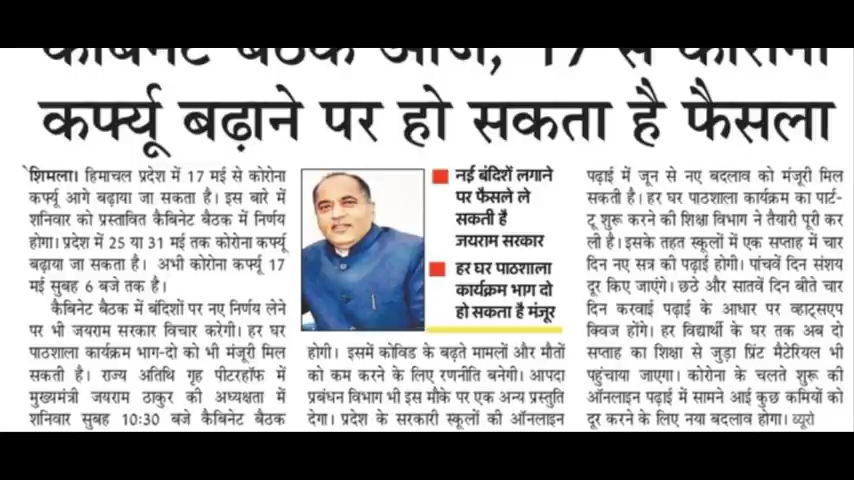 कैबिनेट बैठक आज, 17 से कोरोना
कर्फ्यू बढ़ाने पर हो सकता है फैसला
शिमला। हिमाचल प्रदेश में 17 मई से कोरोना
कर्फ्यू आगे बढ़ाया जा सकता है। इस बारे में
शनिवार को प्रस्तावित कैबिनेट बैठक में निर्णय
होगा। प्रदेश में 25 या 31 मई तक कोरोना कर्फ्यू
बढ़ाया जा सकता है। अभी कोरोना कर्फ्यू 17
मई सुबह 6 बजे तक है।
कैबिनेट बैठक में बंदिशों पर नए निर्णय लेने
पर भी जयराम सरकार विचार करेगी। हर घर
पाठशाला कार्यक्रम भाग-दो को भी मंजूरी मिल
सकती है। राज्य अतिथि गृह पीटरहॉफ में
मुख्यमंत्री जयराम ठाकुर की अध्यक्षता में
शनिवार सुबह 10:30 बजे कैबिनेट बैठक
नई बंदिशें लगाने
पर फैसले ले
सकती है
जयराम सरकार
हर घर पाठशाला
कार्यक्रम भाग दो
हो सकता है मंजूर
होगी। इसमें कोविड के बढ़ते मामलों और मौतों
को कम करने के लिए रणनीति बनेगी। आपदा
प्रबंधन विभाग भी इस मौके पर एक अन्य प्रस्तुति
देगा। प्रदेश के सरकारी स्कूलों की ऑनलाइन
पढ़ाई में जून से नए बदलाव को मंजूरी मिल
सकती है। हर घर पाठशाला कार्यक्रम का पार्ट-
टू शुरू करने की शिक्षा विभाग ने तैयारी पूरी कर
ली है। इसके तहत स्कूलों में एक सप्ताह में चार
दिन नए सत्र की पढ़ाई होगी। पांचवें दिन संशय
दूर किए जाएंगे। छठे और सातवें दिन बीते चार
दिन करवाई पढ़ाई के आधार पर व्हाट्सएप
क्विज होंगे। हर विद्यार्थी के घर तक अब दो
सप्ताह का शिक्षा से जुड़ा प्रिंट मैटेरियल भी
पहुंचाया जाएगा। कोरोना के चलते शुरू की
ऑनलाइन पढ़ाई में सामने आई कुछ कमियों को
दूर करने के लिए नया बदलाव होगा। ब्यूरो